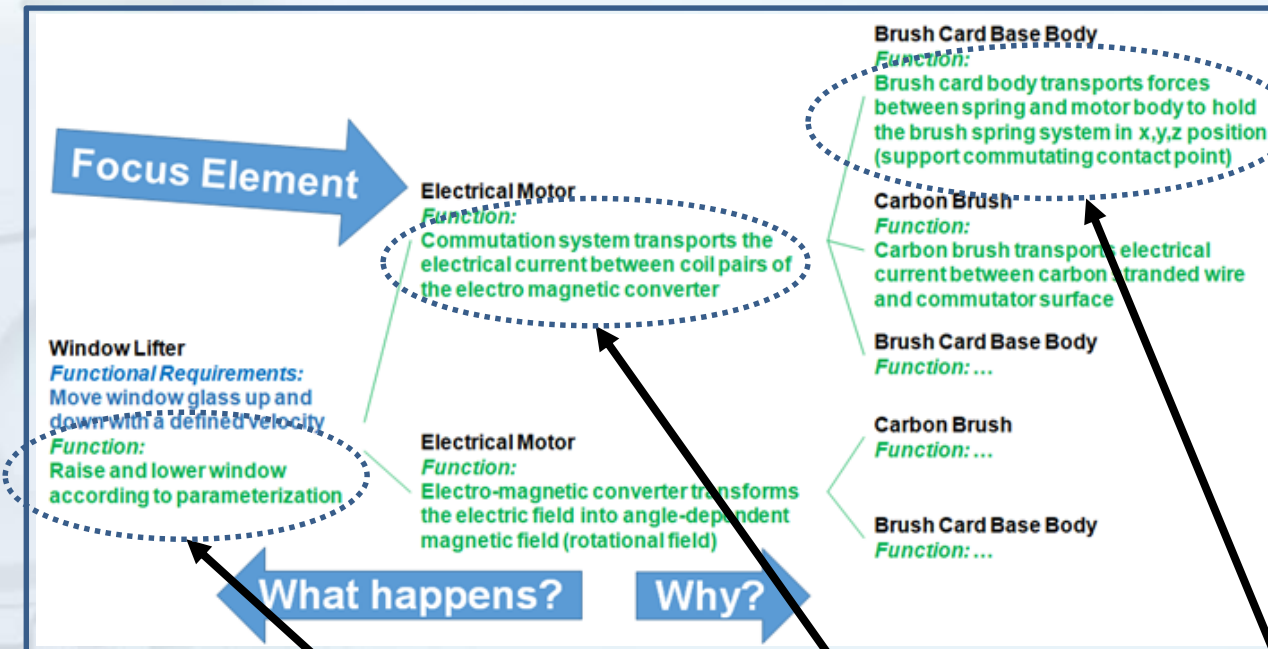 Focus Element
Window Lifter
Functional Requirements:
Move window glass up and
down with a defined velocity
Function:
Raise and lower window
according to parameterization
Electrical Motor
Function:
Commutation system transports the
electrical current between coil pairs of
the electro magnetic converter
Electrical Motor
Function:
Electro-magnetic converter transforms
the electric field into angle-dependent
magnetic field (rotational field)
Brush Card Base Body
Function:
Brush card body transports forces
between spring and motor body to hold
the brush spring system in x,y,z position
(support commutating contact point)
Carbon Brush
Function:
Carbon brush transports electrical
current between carbon stranded wire
and commutator surface
Brush Card Base Body
Function: ...
Carbon Brush
Function: ...
Brush Card Base Body
Function: ...
What happens?
Why?